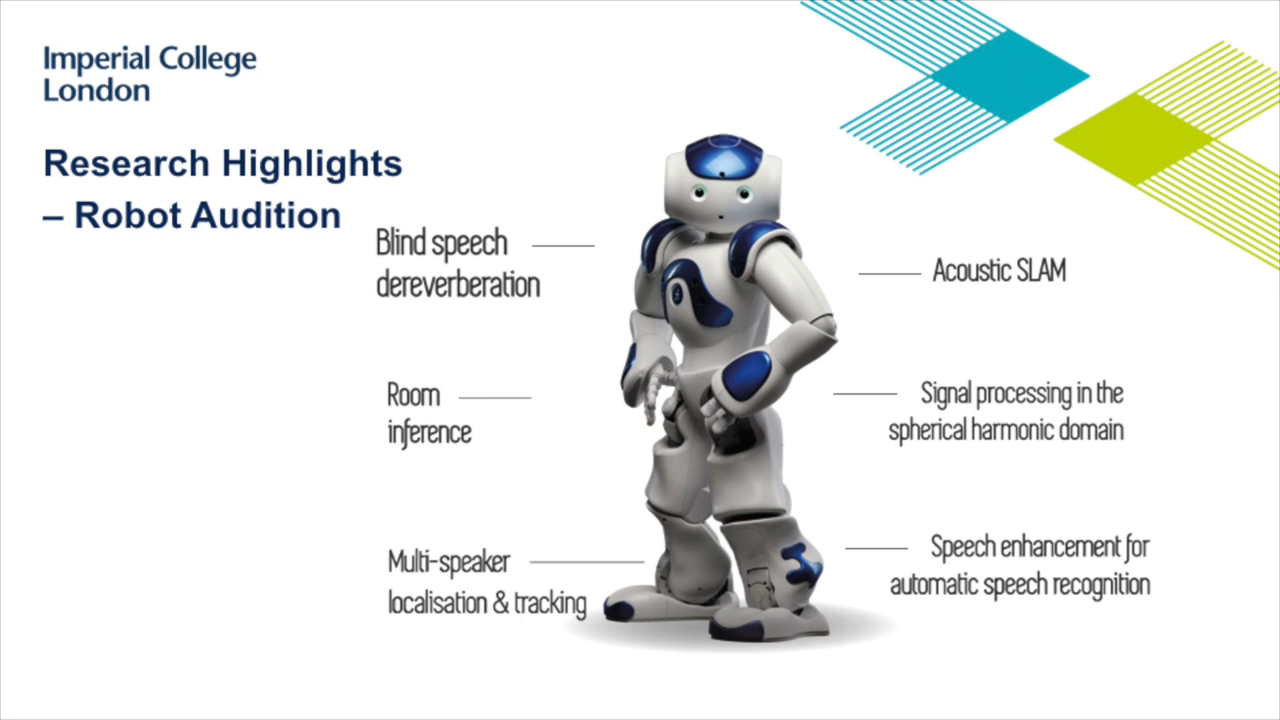 Imperial College
London
Research Highlights
– Robot Audition
Blind speech
dereverberation
Acoustic SLAM
Room
inference
Signal processing in the
spherical harmonic domain
Multi-speaker
localisation & tracking
Speech enhancement for
automatic speech recognition